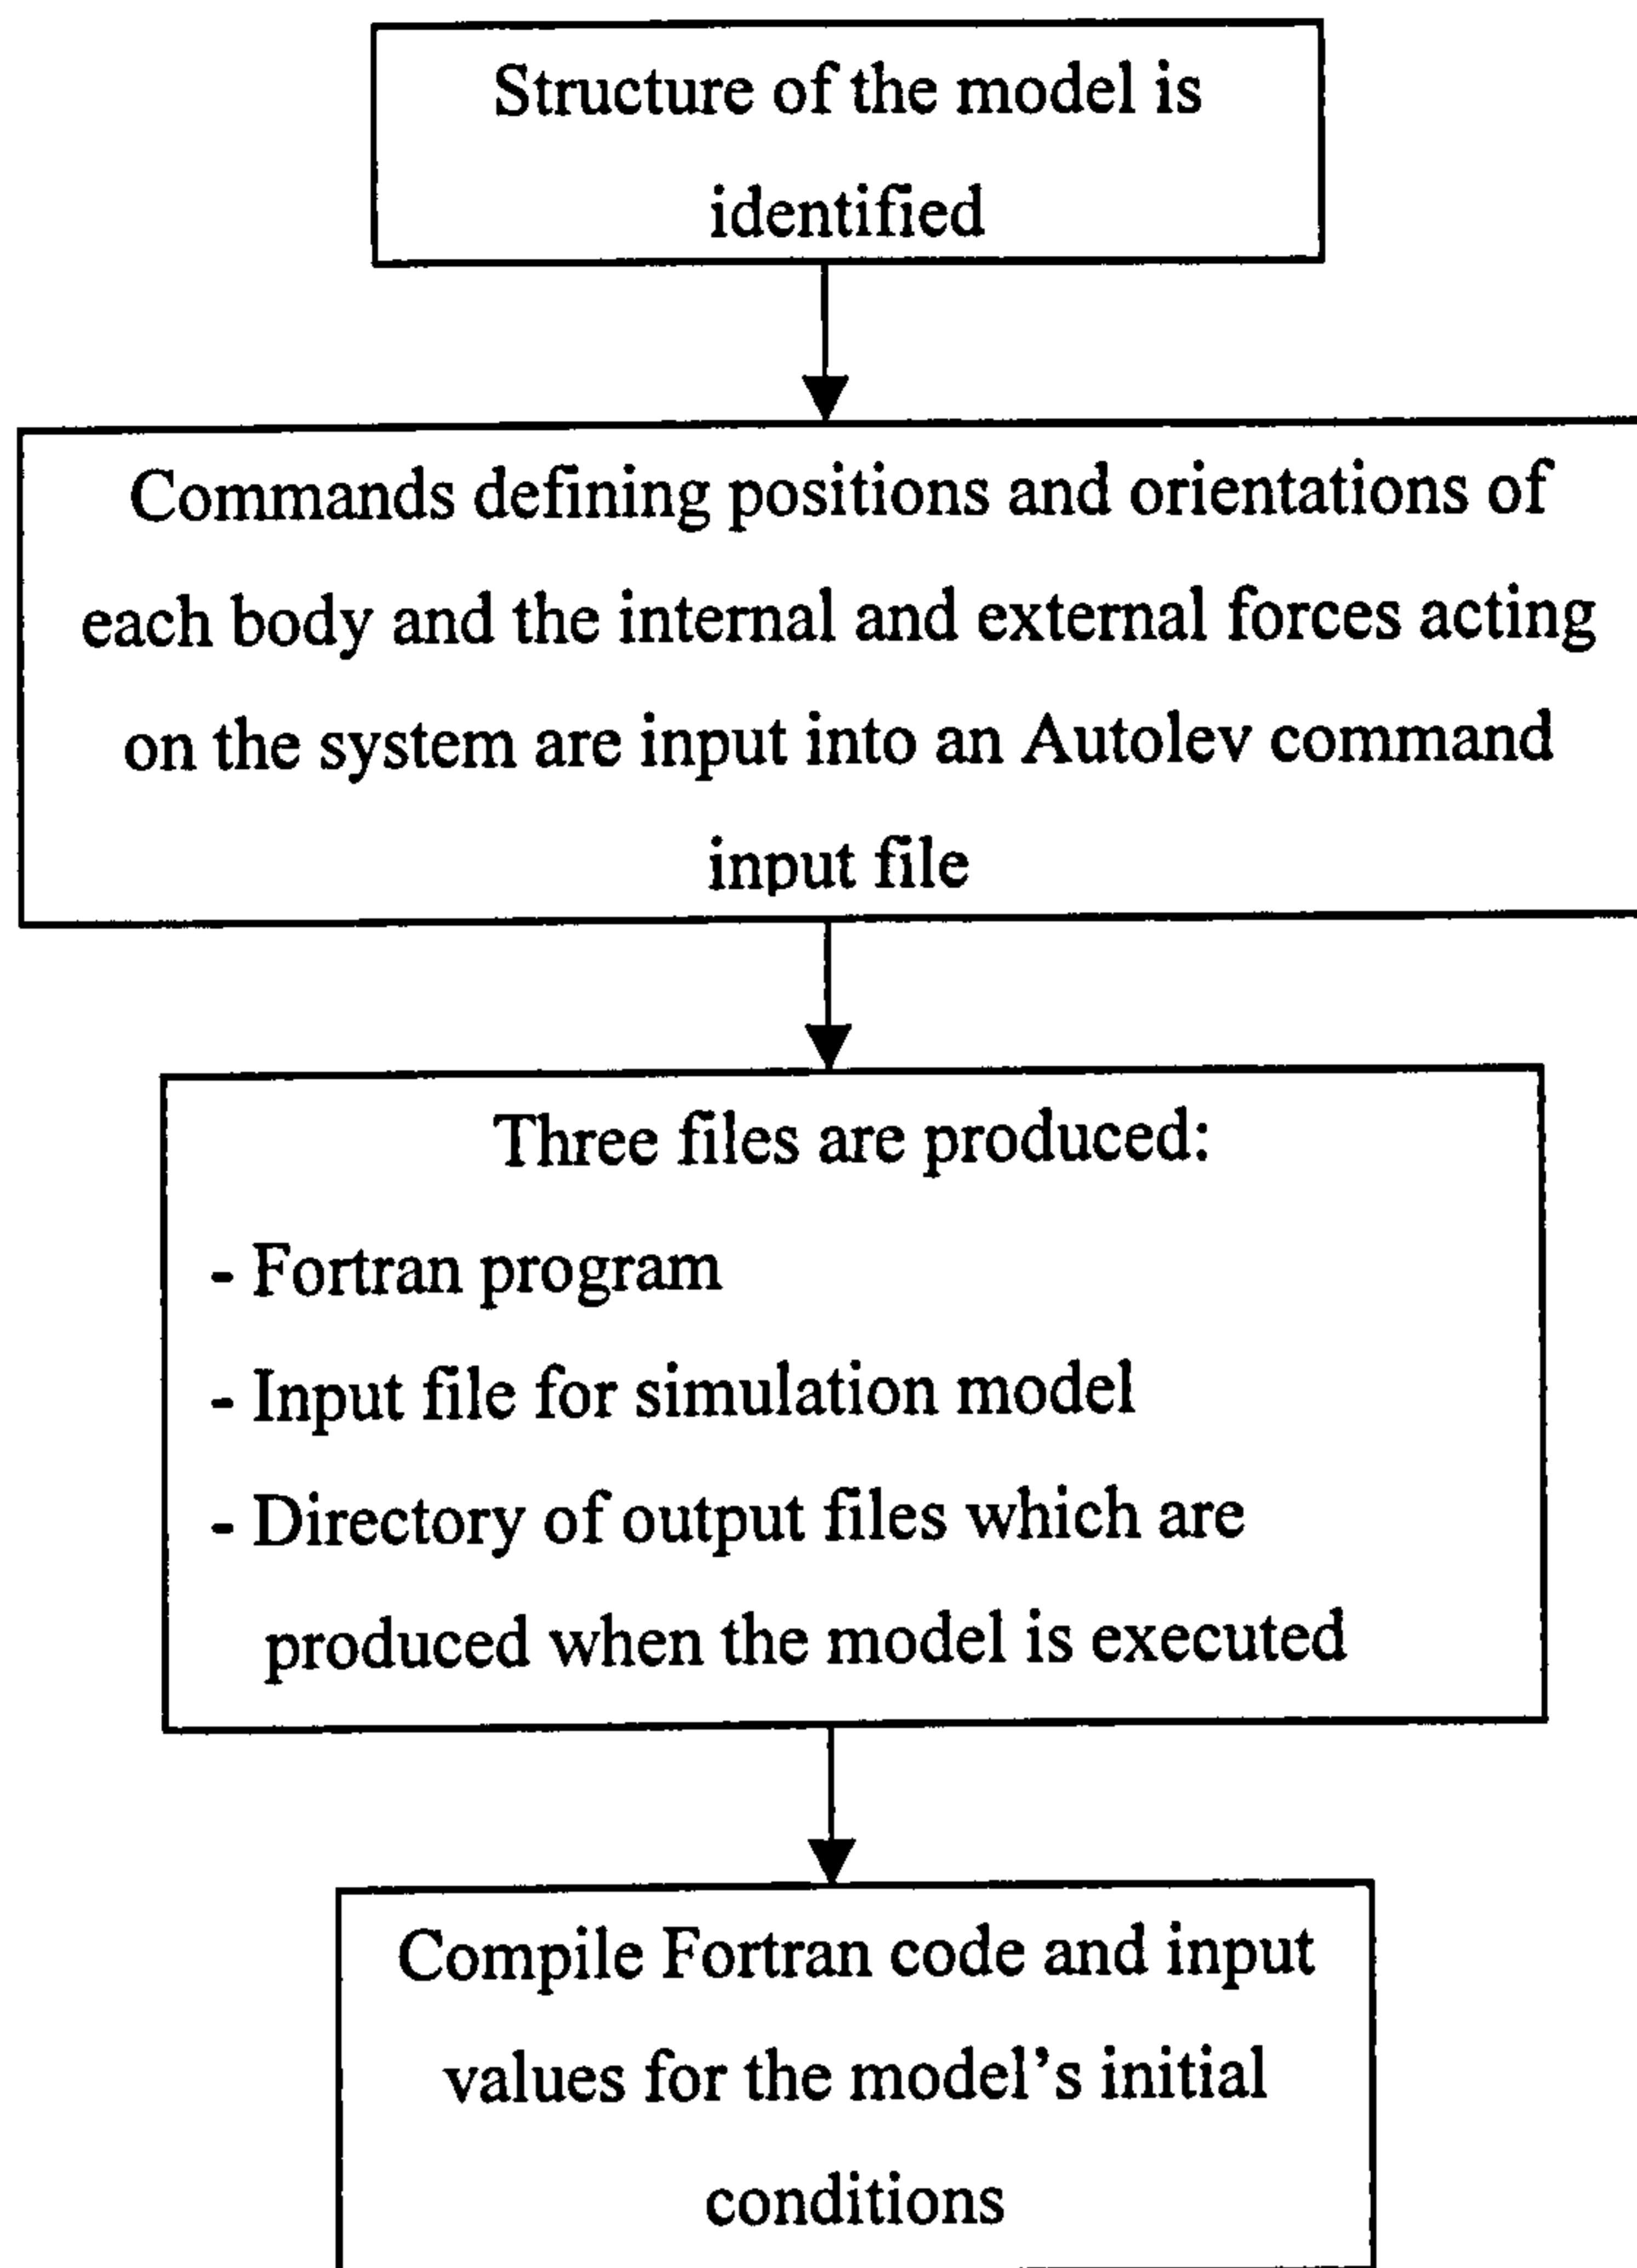 Structure of the model is
identified
Commands defining positions and orientations of
each body and the internal and external forces acting
on the system are input into an Autolev command
input file
Three files are produced:
- Fortran program
- Input file for simulation model
- Directory of output files which are
produced when the model is executed
Compile Fortran code and input
values for the model’s initial
conditions